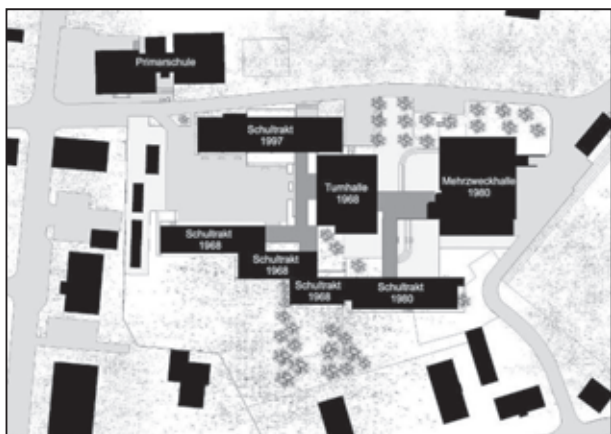 Primarschule
Schultrakt
1997
Turnhalle
1968
Mehrzweckhalle
1980
Schultrakt
1968
Schultrakt
1968
Schultrakt
1968
Schultrakt
1980